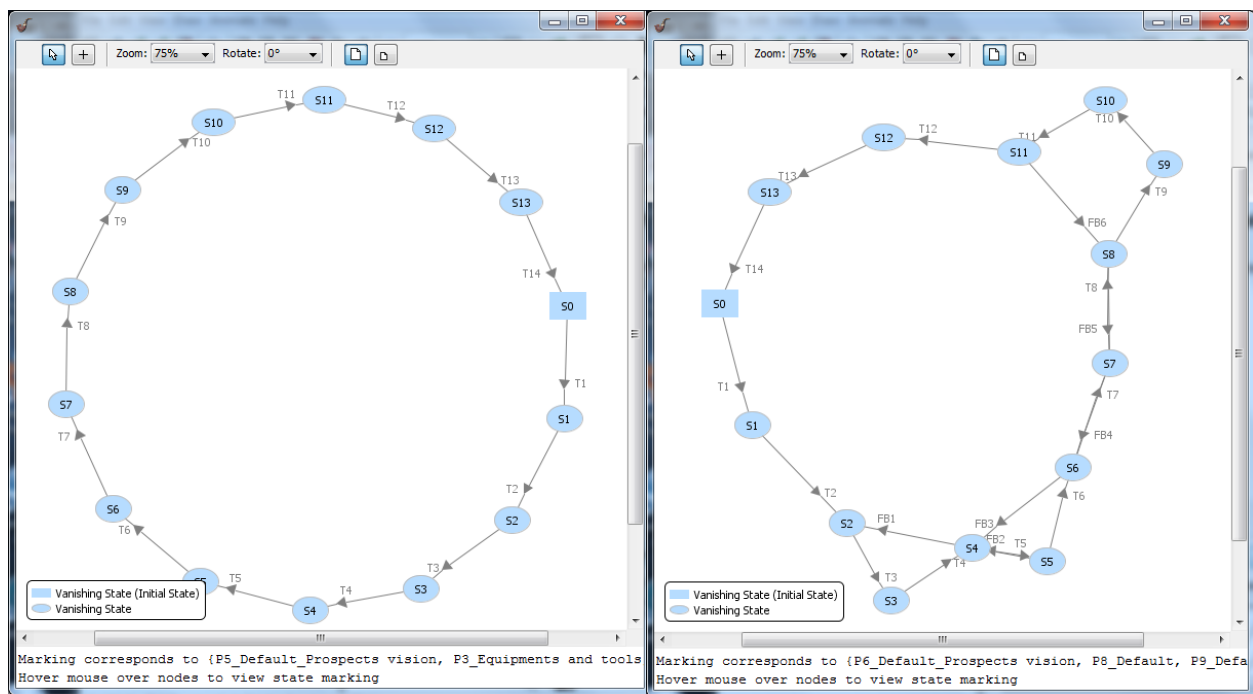 Zoom: 75% Rotate: 0°
S11
T11
T12
S10
S12
T10
T13
S9
S13
T9
T14
S8
S0
T8
T1
S7
S1
T7
T2
S6
S2
T6
T3
S5
T5
T4
S3
S4
Vanishing State (Initial State)
Vanishing State
Marking corresponds to {P5_Default_Prospects vision, P3_Equipments and tools
Hover mouse over nodes to view state marking
Zoom: 75% Rotate: 0°
S10
T10
T11
T12
S12
S11
S9
T13
T9
S13
FB6
S8
T14
T8
S0
FB5
S7
T1
T7
S1
FB4
S6
T2
T6
S2
FB1
FB3
FB2
T5
S4
S5
T4
T3
S3
Vanishing State (Initial State)
Vanishing State
Marking corresponds to {P6_Default_Prospects vision, P8_Default, P9_Defa
Hover mouse over nodes to view state marking